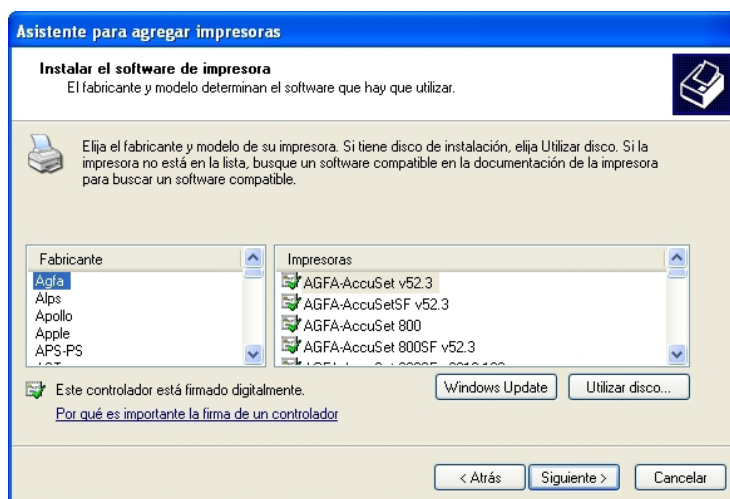 Asistente para agregar impresoras
Instalar el software de impresora
El fabricante y modelo determinan el software que hay que utilizar.
Elija el fabricante y modelo de su impresora. Si tiene disco de instalación, elija Utilizar disco. Si la
impresora no está en la lista, busque un software compatible en la documentación de la impresora
para buscar un software compatible.
Fabricante
Agfa
Alps
Apollo
Apple
APS-PS
Impresoras
AGFA-AccuSet v52.3
AGFA-AccuSetSF v52.3
AGFA-AccuSet 800
AGFA-AccuSet 800SF v52.3
Este controlador está firmado digitalmente.
Por qué es importante la firma de un controlador
Windows Update
Utilizar disco...
< Atrás
Siguiente >
Cancelar